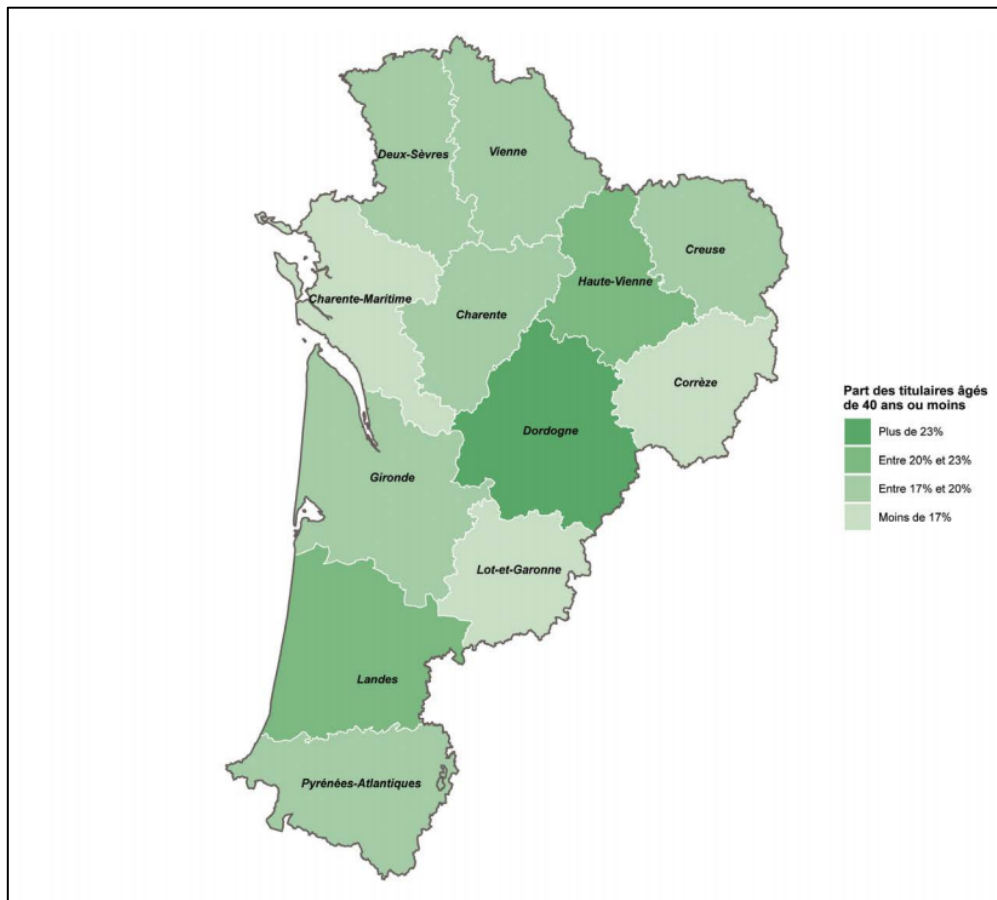 Deux-Sèvres
Vienne
Creuse
Haute-Vienne
Charente-Maritime
Charente
Corrèze
Dordogne
Gironde
Lot-et-Garonne
Landes
Pyrénées-Atlantiques
Part des titulaires âgés
de 40 ans ou moins
Plus de 23%
Entre 20% et 23%
Entre 17% et 20%
Moins de 17%